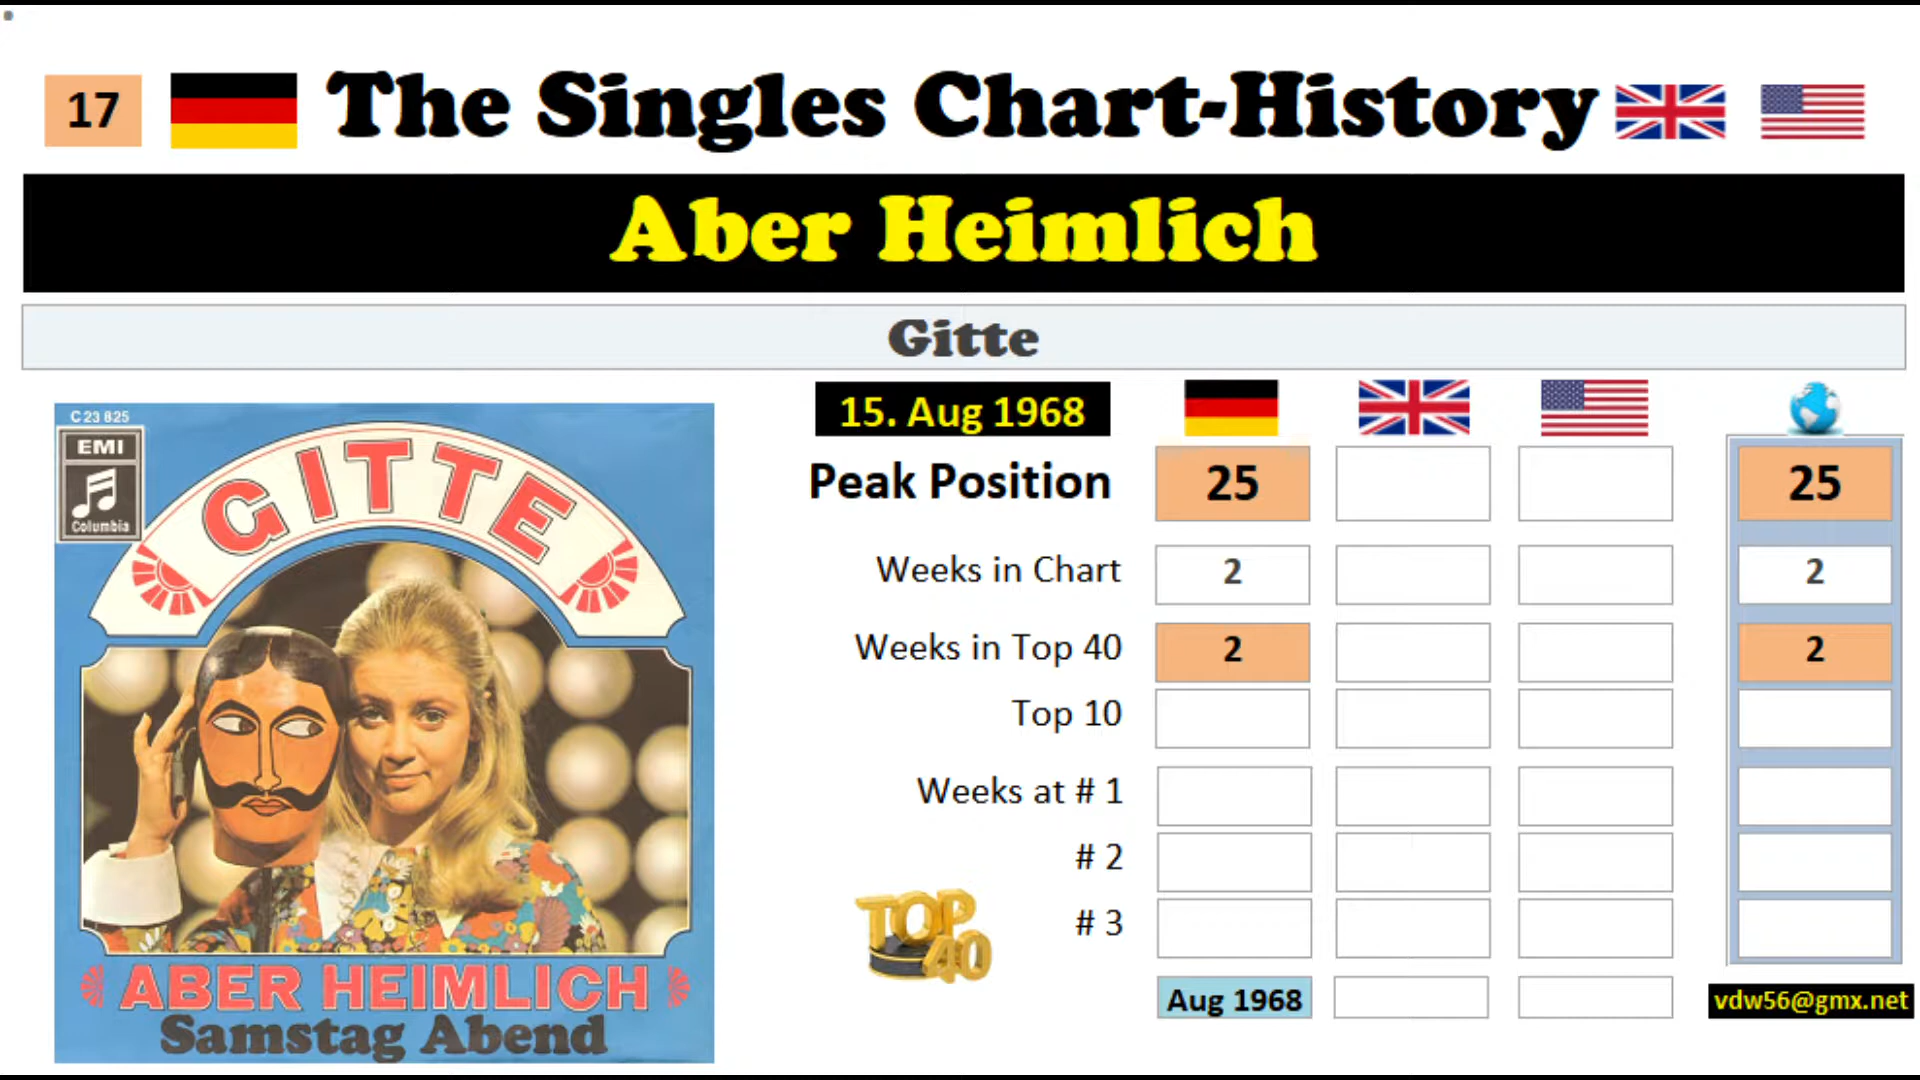 17 The Singles Chart-History
Aber Heimlich
Gitte
C 23 825
EMI
Columbia
GITTE
ABER HEIMLICH
Samstag Abend
15. Aug 1968
Peak Position 25 25
Weeks in Chart 2 2
Weeks in Top 40 2 2
Top 10
Weeks at # 1
# 2
# 3
TOP
40
Aug 1968
vdw56@gmx.net